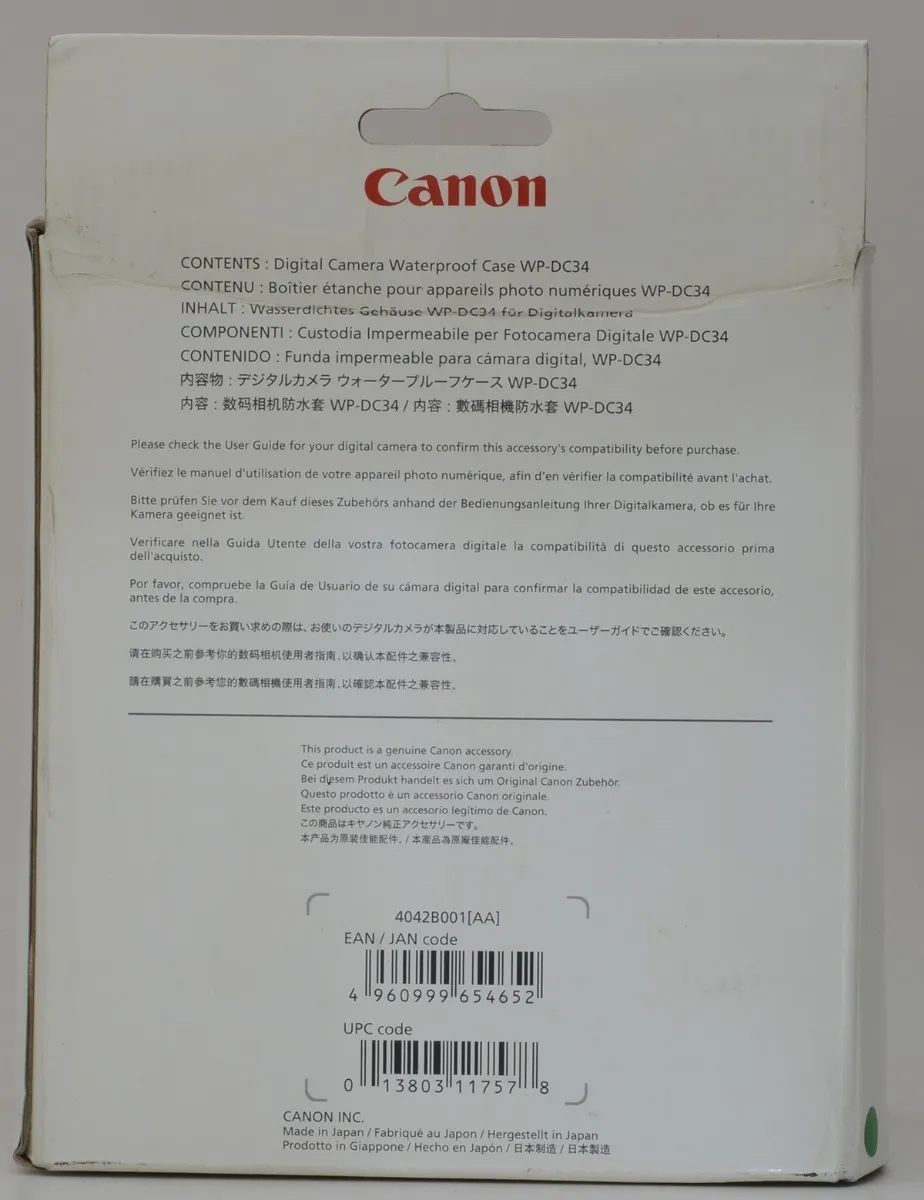 Canon
CONTENTS : Digital Camera Waterproof Case WP-DC34
CONTENU : Boîtier étanche pour appareils photo numériques WP-DC34
INHALT : Wasserdichtes Gehäuse WP-DC34 für Digitalkamera
COMPONENTI : Custodia Impermeabile per Fotocamera Digitale WP-DC34
CONTENIDO : Funda impermeable para cámara digital, WP-DC34
内容物 : デジタルカメラ ウォータープルーフケース WP-DC34
内容 : 数码相机防水套 WP-DC34 / 内容 : 數碼相機防水套 WP-DC34
Please check the User Guide for your digital camera to confirm this accessory's compatibility before purchase.
Vérifiez le manuel d'utilisation de votre appareil photo numérique, afin d'en vérifier la compatibilité avant l'achat.
Bitte prüfen Sie vor dem Kauf dieses Zubehörs anhand der Bedienungsanleitung Ihrer Digitalkamera, ob es für Ihre
Kamera geeignet ist.
Verificare nella Guida Utente della vostra fotocamera digitale la compatibilità di questo accessorio prima
dell'acquisto.
Por favor, compruebe la Guía de Usuario de su cámara digital para confirmar la compatibilidad de este accesorio,
antes de la compra.
このアクセサリーをお買い求めの際は、お使いのデジタルカメラが本製品に対応していることをユーザーガイドでご確認ください。
请在购买之前参考你的数码相机使用者指南,以确认本配件之兼容性。
請在購買之前參考您的數碼相機使用者指南,以確認本配件之兼容性。
This product is a genuine Canon accessory.
Ce produit est un accessoire Canon garanti d'origine.
Bei diesem Produkt handelt es sich um Original Canon Zubehör.
Questo prodotto è un accessorio Canon originale.
Este producto es un accesorio legítimo de Canon.
この商品はキヤノン純正アクセサリーです。
本产品为原装佳能配件。/ 本産品為原廠佳能配件。
4042B001[AA]
EAN / JAN code
4 960999 654652
UPC code
0 13803 11757 8
CANON INC.
Made in Japan / Fabriqué au Japon / Hergestellt in Japan
Prodotto in Giappone / Hecho en Japón / 日本制造 / 日本製造